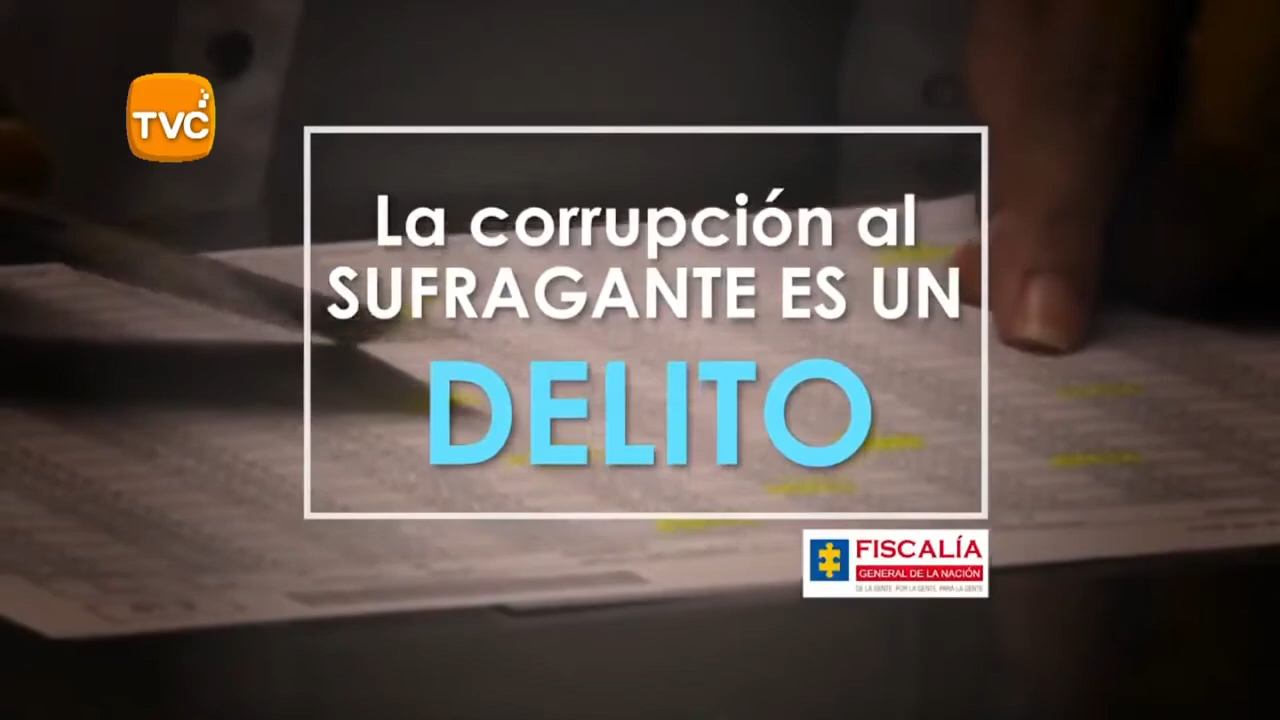 TVC
La corrupción al
SUFRAGANTE ES UN
DELITO
FISCALÍA
GENERAL DE LA NACIÓN
DE LA GENTE, POR LA GENTE, PARA LA GENTE